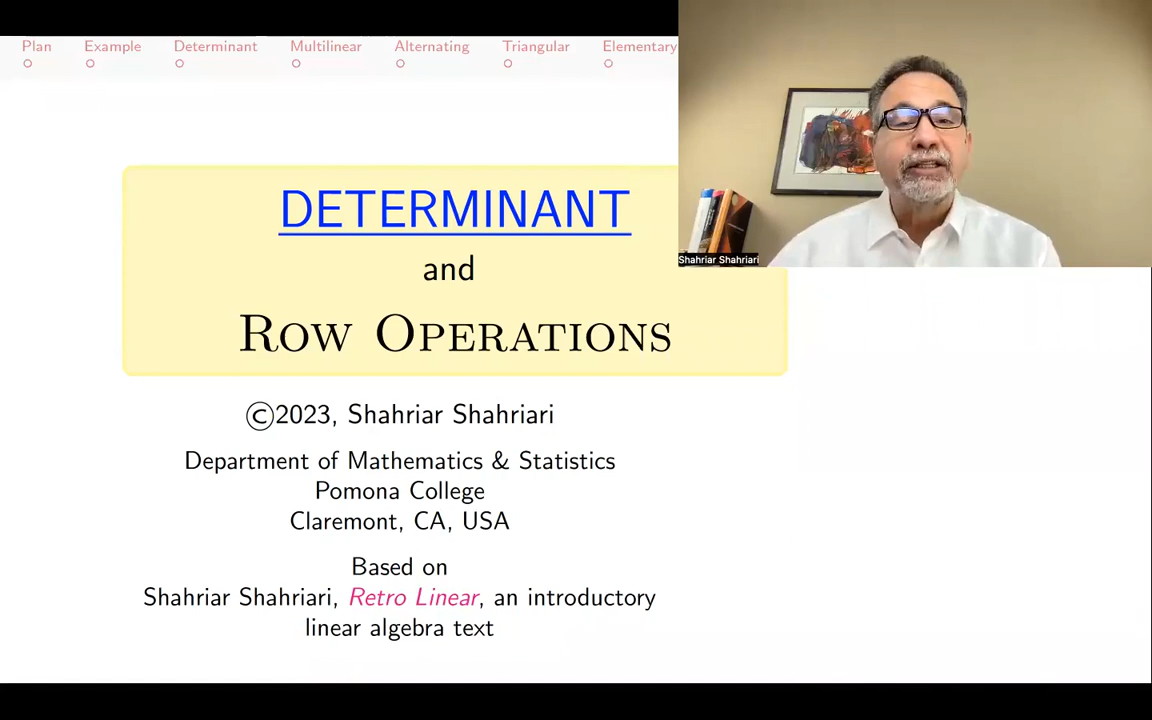 Plan Example Determinant Multilinear Alternating Triangular Elementary
DETERMINANT
and
Row Operations
©2023, Shahriar Shahriari
Department of Mathematics & Statistics
Pomona College
Claremont, CA, USA
Based on
Shahriar Shahriari, Retro Linear, an introductory
linear algebra text
Shahriar Shahriari